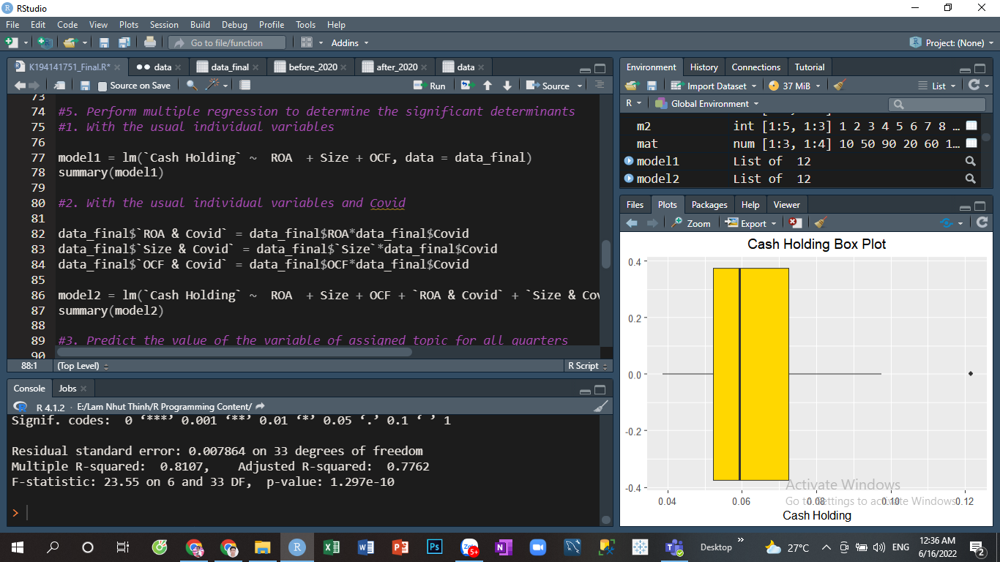 RStudio
File Edit Code View Plots Session Build Debug Profile Tools Help
Go to file/function Addins Project: (None)
K194141751_Final.R* data data_final before_2020 after_2020 data
Source on Save Run Source
73
74 #5. Perform multiple regression to determine the significant determinants
75 #1. With the usual individual variables
76
77 model1 = lm(`Cash Holding` ~ ROA + Size + OCF, data = data_final)
78 summary(model1)
79
80 #2. With the usual individual variables and Covid
81
82 data_final$`ROA & Covid` = data_final$ROA*data_final$Covid
83 data_final$`Size & Covid` = data_final$`Size`*data_final$Covid
84 data_final$`OCF & Covid` = data_final$OCF*data_final$Covid
85
86 model2 = lm(`Cash Holding` ~ ROA + Size + OCF + `ROA & Covid` + `Size & Cov
87 summary(model2)
88
89 #3. Predict the value of the variable of assigned topic for all quarters
90
88:1 (Top Level) R Script
Console Jobs
R 4.1.2 · E:/Lam Nhut Thinh/R Programming Content/
Signif. codes: 0 ‘***’ 0.001 ‘**’ 0.01 ‘*’ 0.05 ‘.’ 0.1 ‘ ’ 1
Residual standard error: 0.007864 on 33 degrees of freedom
Multiple R-squared: 0.8107, Adjusted R-squared: 0.7762
F-statistic: 23.55 on 6 and 33 DF, p-value: 1.297e-10
>
Environment History Connections Tutorial
Import Dataset 37 MiB List
R Global Environment
m2 int [1:5, 1:3] 1 2 3 4 5 6 7 8 ...
mat num [1:3, 1:4] 10 50 90 20 60 1...
model1 List of 12
model2 List of 12
Files Plots Packages Help Viewer
Zoom Export
Cash Holding Box Plot
0.4
0.2
0.0
-0.2
-0.4
0.04 0.06 0.08 0.10 0.12
Cash Holding
Activate Windows
Go to Settings to activate Windows.
Desktop » 27°C ENG 12:36 AM
6/16/2022
5+
2